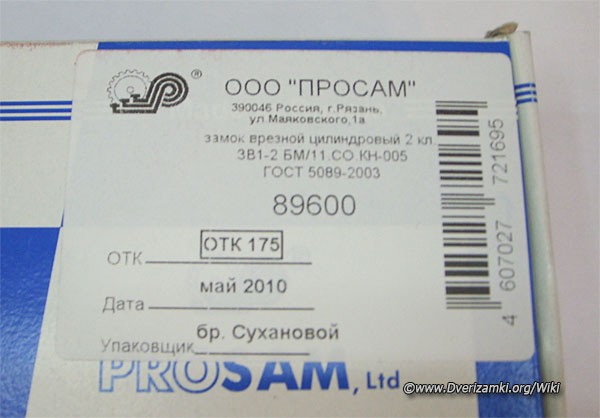 ®
ООО "ПРОСАМ"
390046 Россия, г.Рязань,
ул.Маяковского,1а
замок врезной цилиндровый 2 кл.
ЗВ1-2 БМ/11.СО.КН-005
ГОСТ 5089-2003
89600
ОТК ОТК 175
Дата май 2010
Упаковщик бр. Сухановой
4 607027 721695
PROSAM, Ltd
©www.Dverizamki.org/Wiki